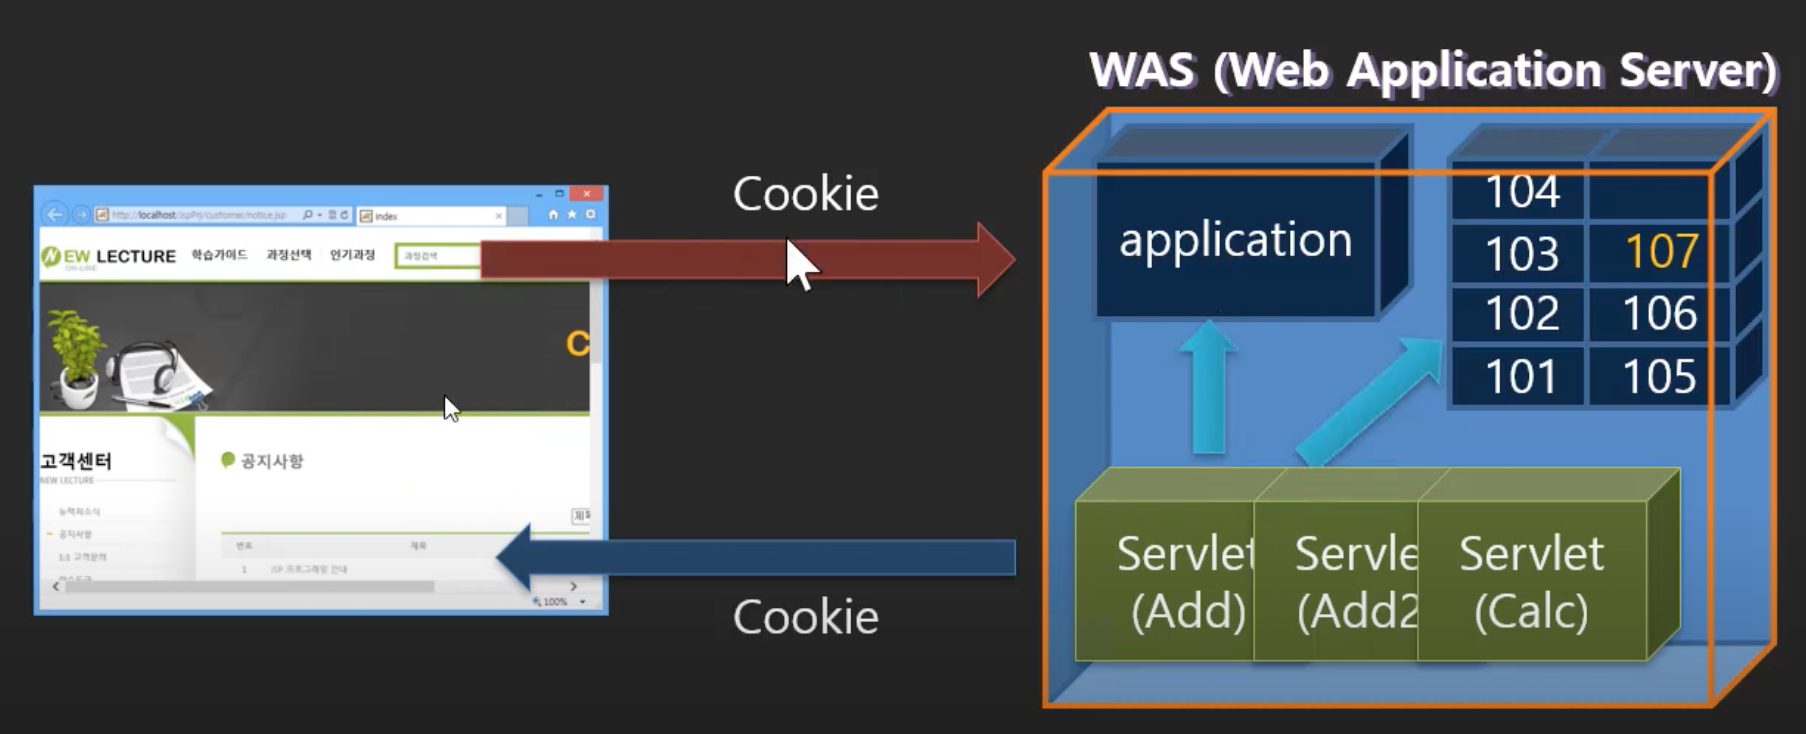 WAS (Web Application Server)
Cookie
application
104
103 107
102 106
101 105
http://localhost/JspPrj/customer/notice.jsp
index
NEW LECTURE
ON-LINE
학습가이드 과정선택 인기과정
과정검색
C
고객센터
NEW LECTURE
공지사항
뉴렉처소식
공지사항
1:1 고객문의
제목
번호 제목
1 JSP 프로그래밍 안내
100%
Cookie
Servlet
(Add)
Servle
(Add2
Servlet
(Calc)